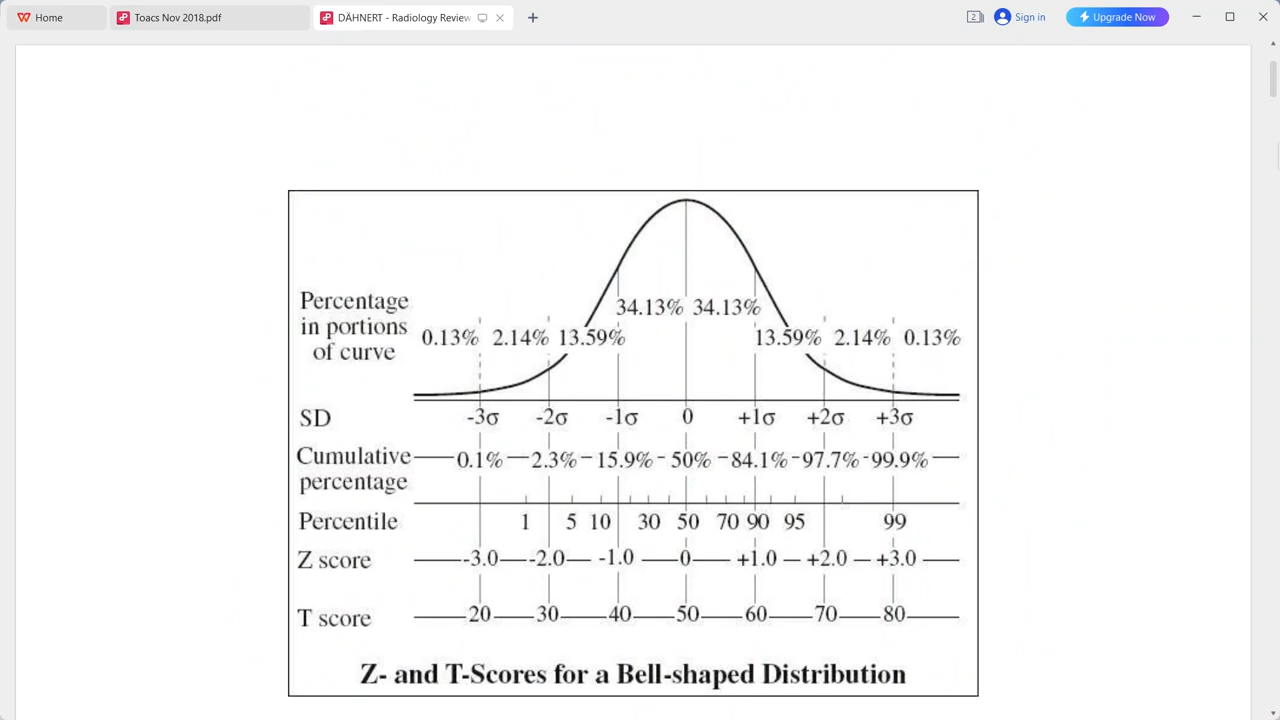 Home
Toacs Nov 2018.pdf
DÄHNERT - Radiology Review
2
Sign in
Upgrade Now
34.13% 34.13%
Percentage
in portions
of curve
0.13% 2.14% 13.59% 13.59% 2.14% 0.13%
SD -3σ -2σ -1σ 0 +1σ +2σ +3σ
Cumulative
percentage
0.1% 2.3% 15.9% 50% 84.1% 97.7% 99.9%
Percentile 1 5 10 30 50 70 90 95 99
Z score -3.0 -2.0 -1.0 0 +1.0 +2.0 +3.0
T score 20 30 40 50 60 70 80
Z- and T-Scores for a Bell-shaped Distribution